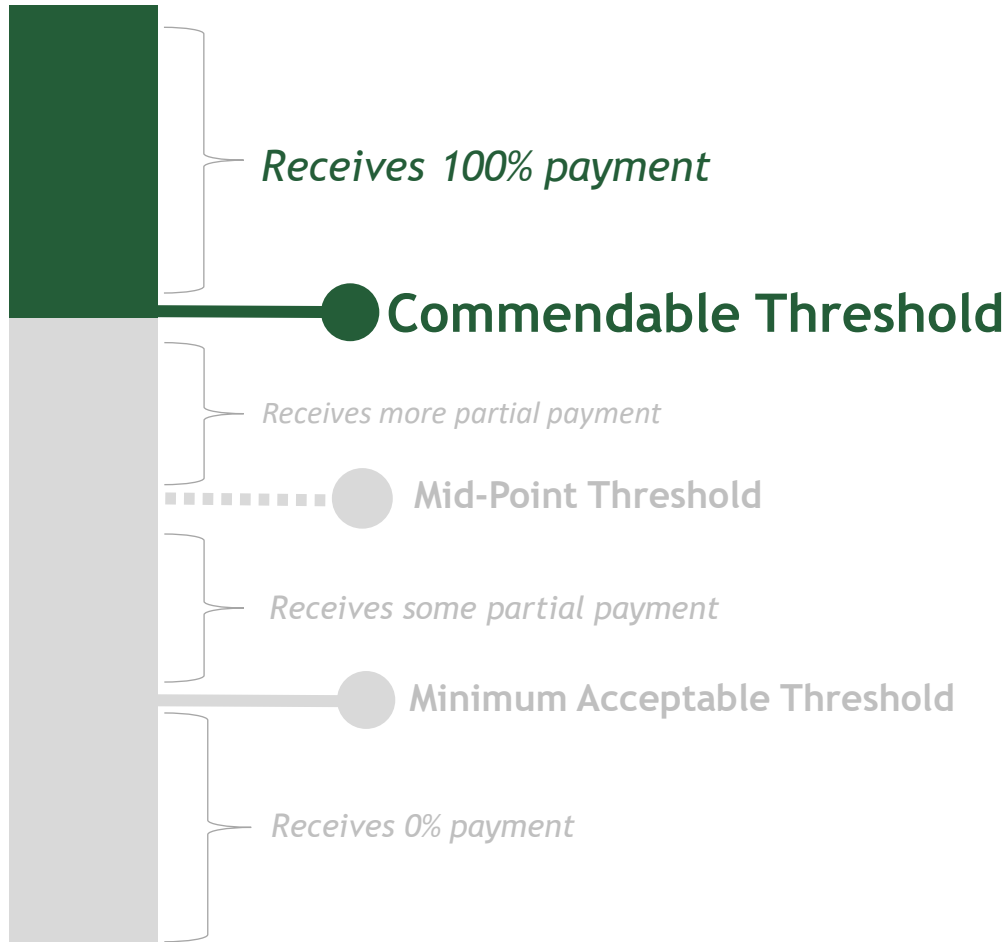 Receives 100% payment
Commendable Threshold
Receives more partial payment
Mid-Point Threshold
Receives some partial payment
Minimum Acceptable Threshold
Receives 0% payment